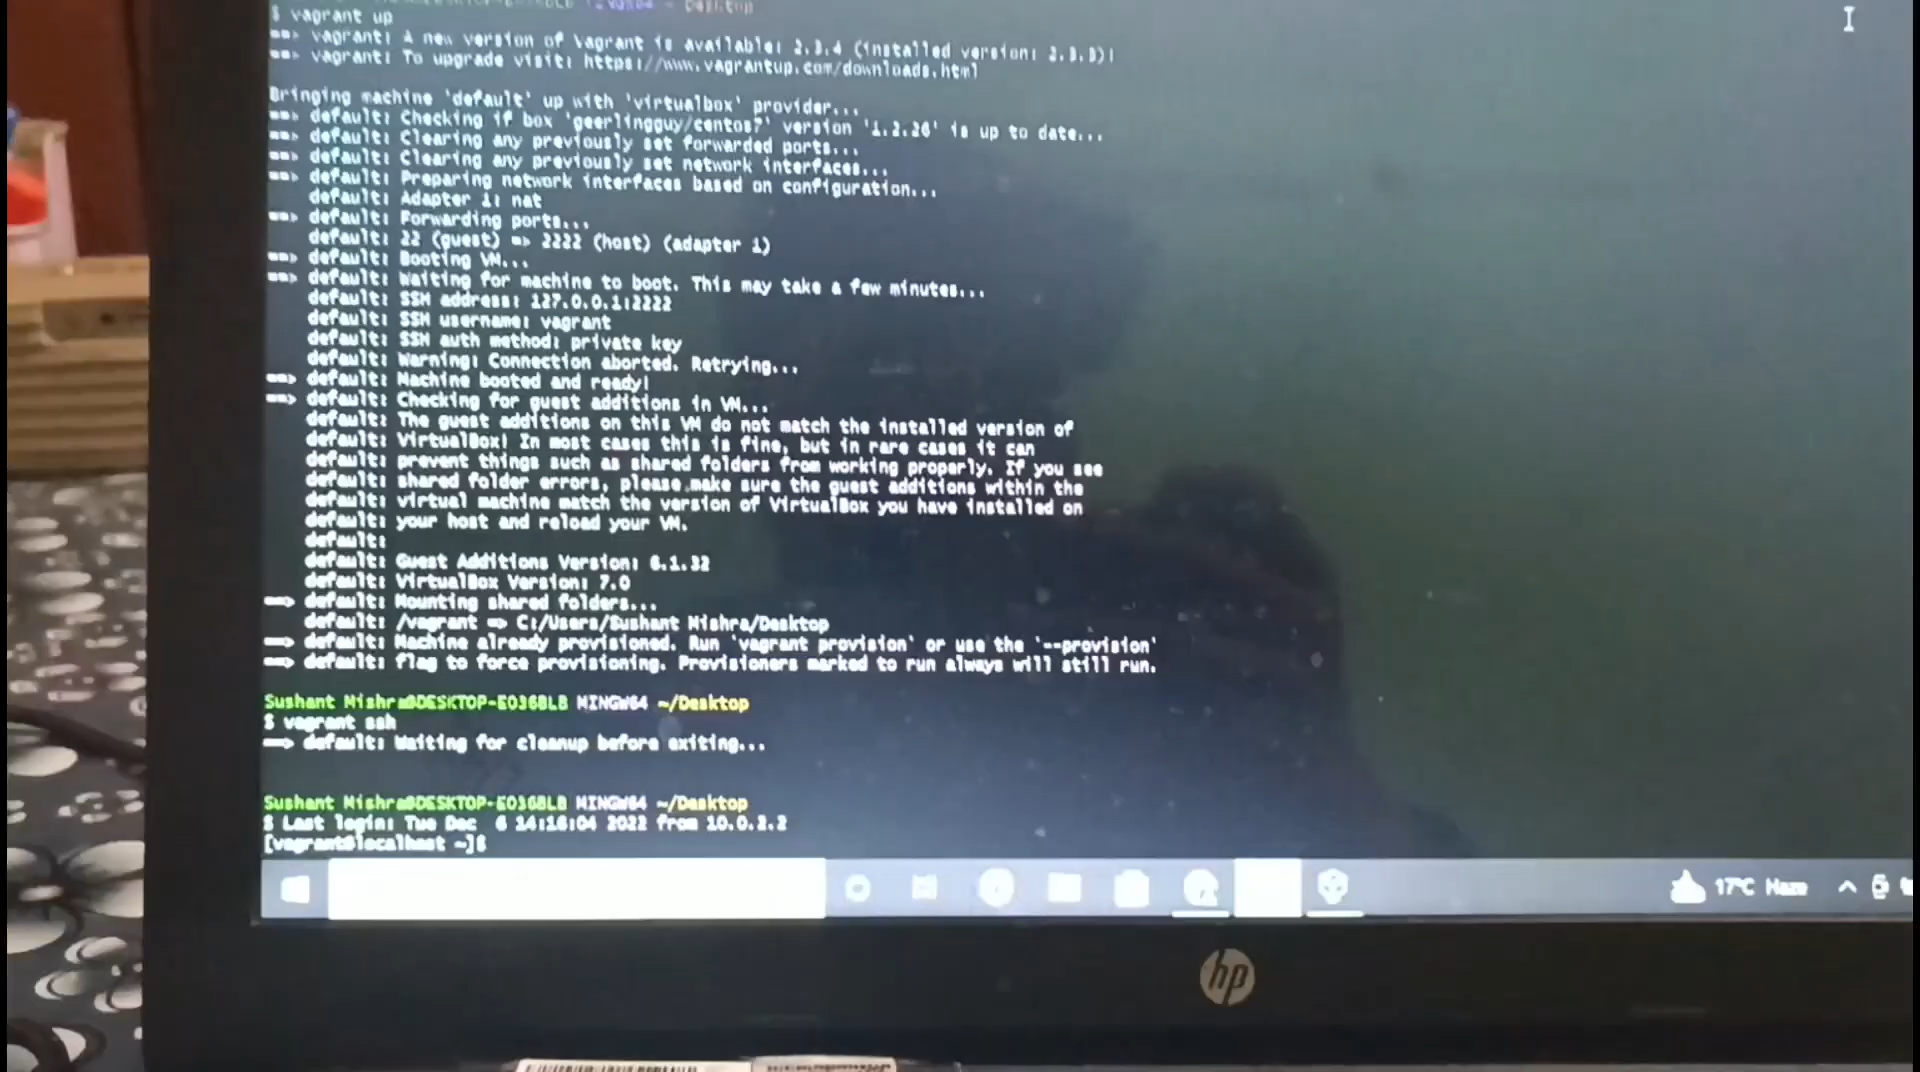 $ vagrant up
==> vagrant: A new version of Vagrant is available: 2.3.4 (installed version: 2.3.3)!
==> vagrant: To upgrade visit: https://www.vagrantup.com/downloads.html
Bringing machine 'default' up with 'virtualbox' provider...
==> default: Checking if box 'geerlingguy/centos7' version '1.2.26' is up to date...
==> default: Clearing any previously set forwarded ports...
==> default: Clearing any previously set network interfaces...
==> default: Preparing network interfaces based on configuration...
default: Adapter 1: nat
==> default: Forwarding ports...
default: 22 (guest) => 2222 (host) (adapter 1)
==> default: Booting VM...
==> default: Waiting for machine to boot. This may take a few minutes...
default: SSH address: 127.0.0.1:2222
default: SSH username: vagrant
default: SSH auth method: private key
default: Warning: Connection aborted. Retrying...
==> default: Machine booted and ready!
==> default: Checking for guest additions in VM...
default: The guest additions on this VM do not match the installed version of
default: VirtualBox! In most cases this is fine, but in rare cases it can
default: prevent things such as shared folders from working properly. If you see
default: shared folder errors, please make sure the guest additions within the
default: virtual machine match the version of VirtualBox you have installed on
default: your host and reload your VM.
default:
default: Guest Additions Version: 6.1.32
default: VirtualBox Version: 7.0
==> default: Mounting shared folders...
default: /vagrant => C:/Users/Sushant Mishra/Desktop
==> default: Machine already provisioned. Run `vagrant provision` or use the `--provision`
==> default: flag to force provisioning. Provisioners marked to run always will still run.
Sushant Mishra@DESKTOP-E036BLB MINGW64 ~/Desktop
$ vagrant ssh
==> default: Waiting for cleanup before exiting...
Sushant Mishra@DESKTOP-E036BLB MINGW64 ~/Desktop
$ Last login: Tue Dec  6 14:16:04 2022 from 10.0.2.2
[vagrant@localhost ~]$
17°C Haze
hp